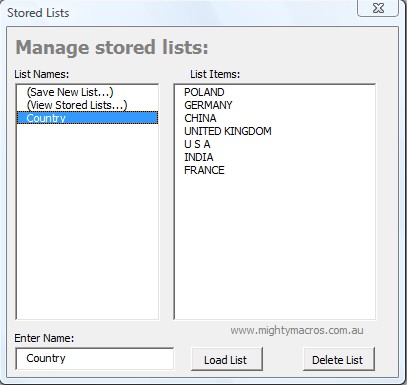 Stored Lists
Manage stored lists:
List Names:
List Items:
(Save New List...)
(View Stored Lists...)
Country
POLAND
GERMANY
CHINA
UNITED KINGDOM
U S A
INDIA
FRANCE
www.mightymacros.com.au
Enter Name:
Country
Load List
Delete List